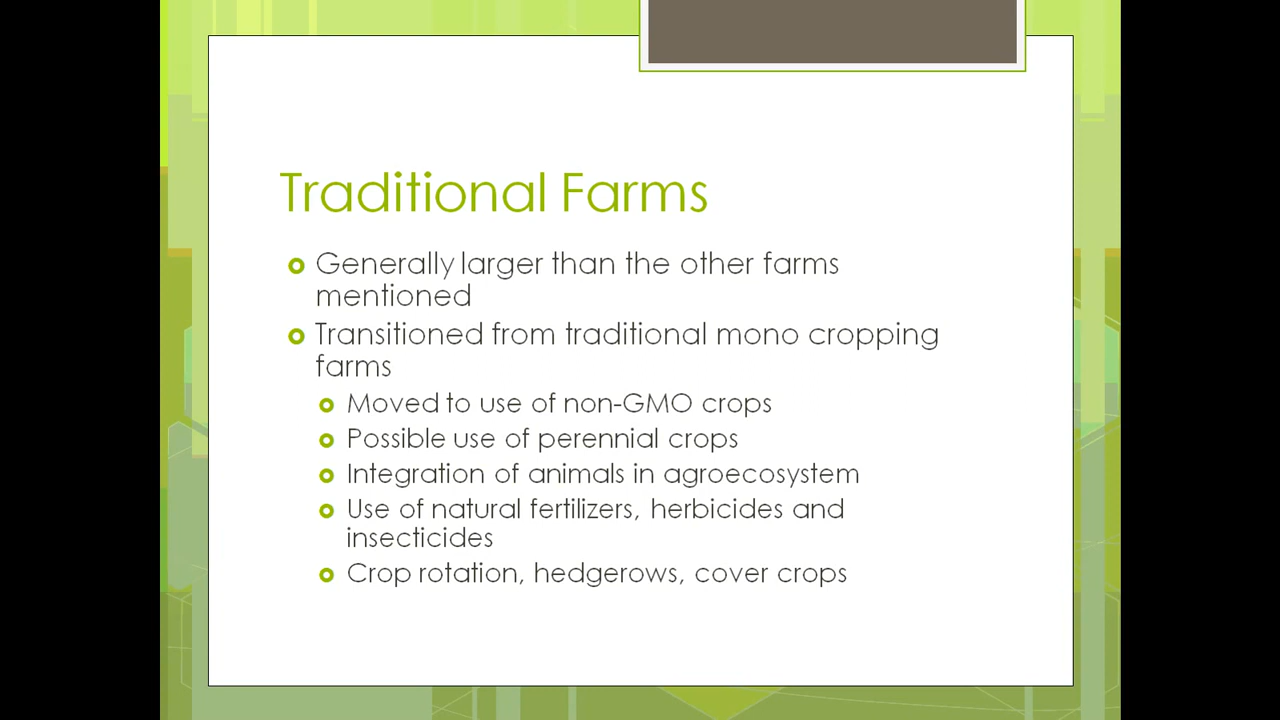 Traditional Farms
Generally larger than the other farms
mentioned
Transitioned from traditional mono cropping
farms
Moved to use of non-GMO crops
Possible use of perennial crops
Integration of animals in agroecosystem
Use of natural fertilizers, herbicides and
insecticides
Crop rotation, hedgerows, cover crops